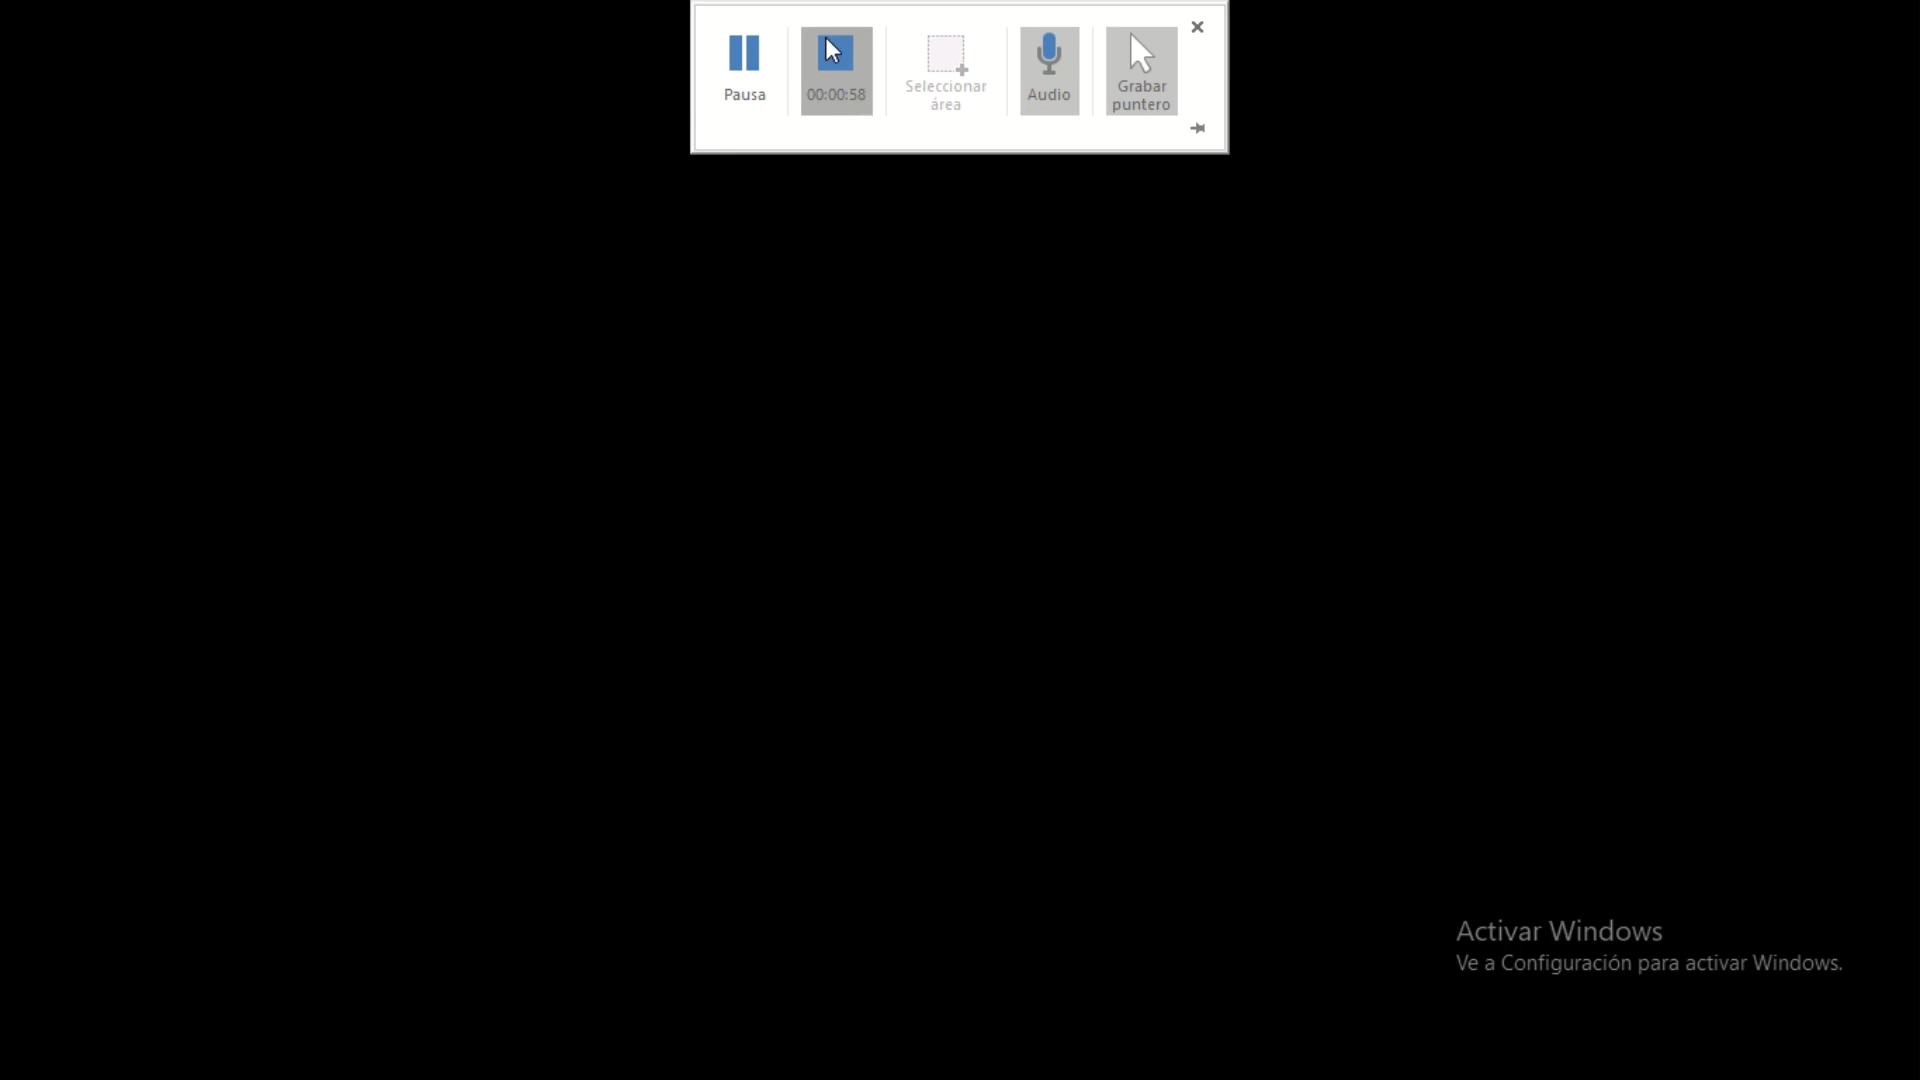 Pausa
00:00:58
Seleccionar
área
Audio
Grabar
puntero
Activar Windows
Ve a Configuración para activar Windows.